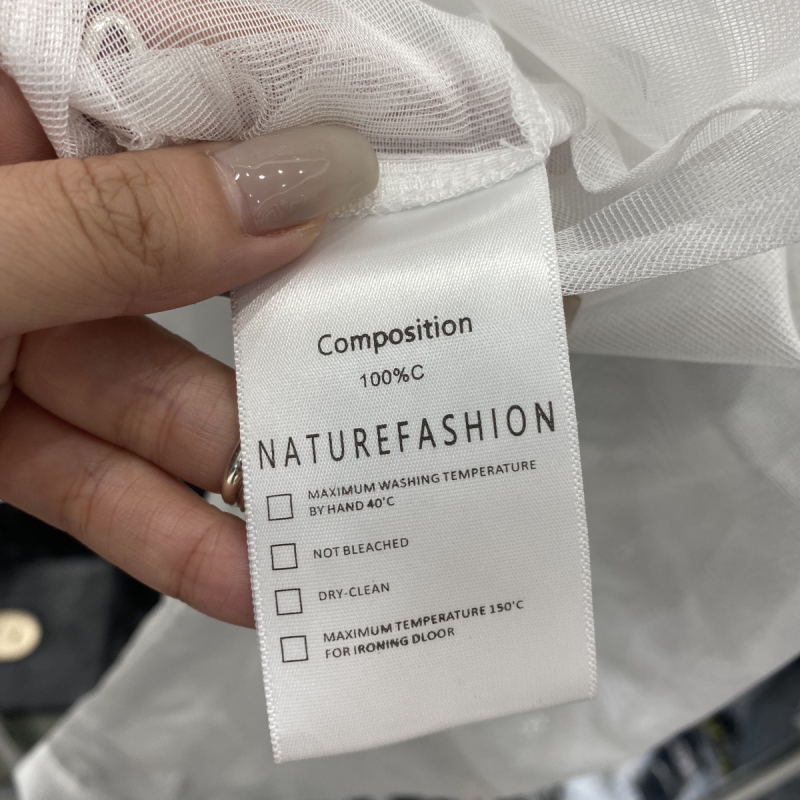 Composition
100%C
NATUREFASHION
MAXIMUM WASHING TEMPERATURE
BY HAND 40'C
NOT BLEACHED
DRY-CLEAN
MAXIMUM TEMPERATURE 150'C
FOR IRONING DLOOR